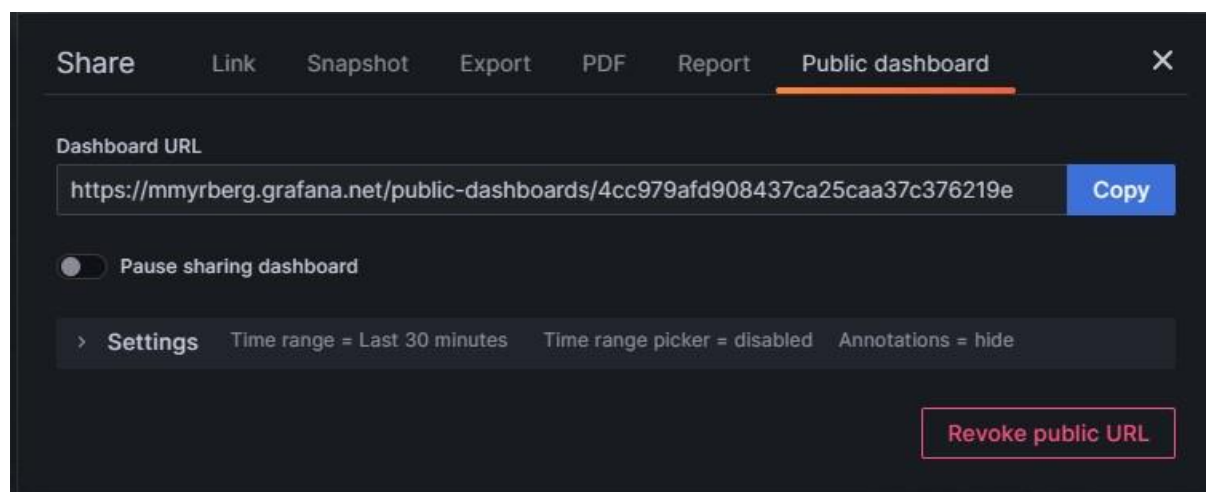 Share Link Snapshot Export PDF Report Public dashboard
Dashboard URL
https://mmyrberg.grafana.net/public-dashboards/4cc979afd908437ca25caa37c376219e Copy
Pause sharing dashboard
Settings Time range = Last 30 minutes Time range picker = disabled Annotations = hide
Revoke public URL